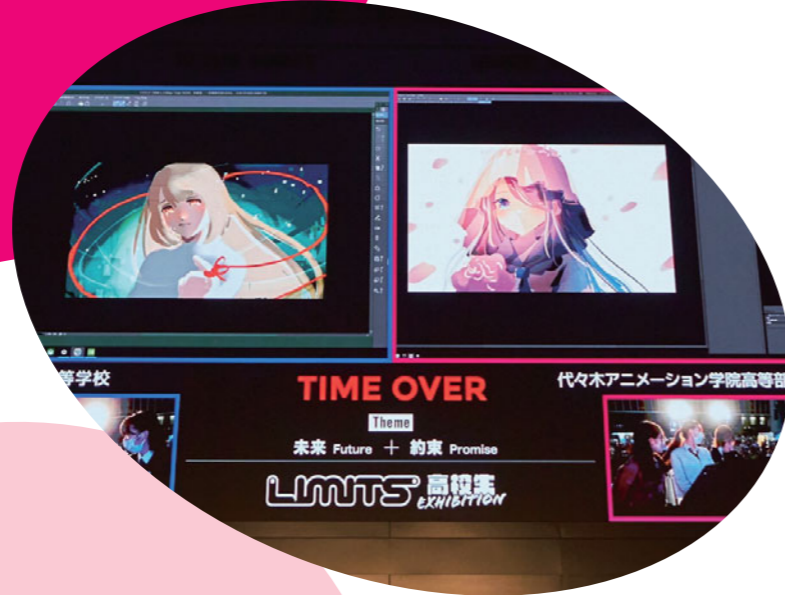 等学校
代々木アニメーション学院高等部
TIME OVER
Theme
未来 Future + 約束 Promise
LIMITS 高校生
EXHIBITION